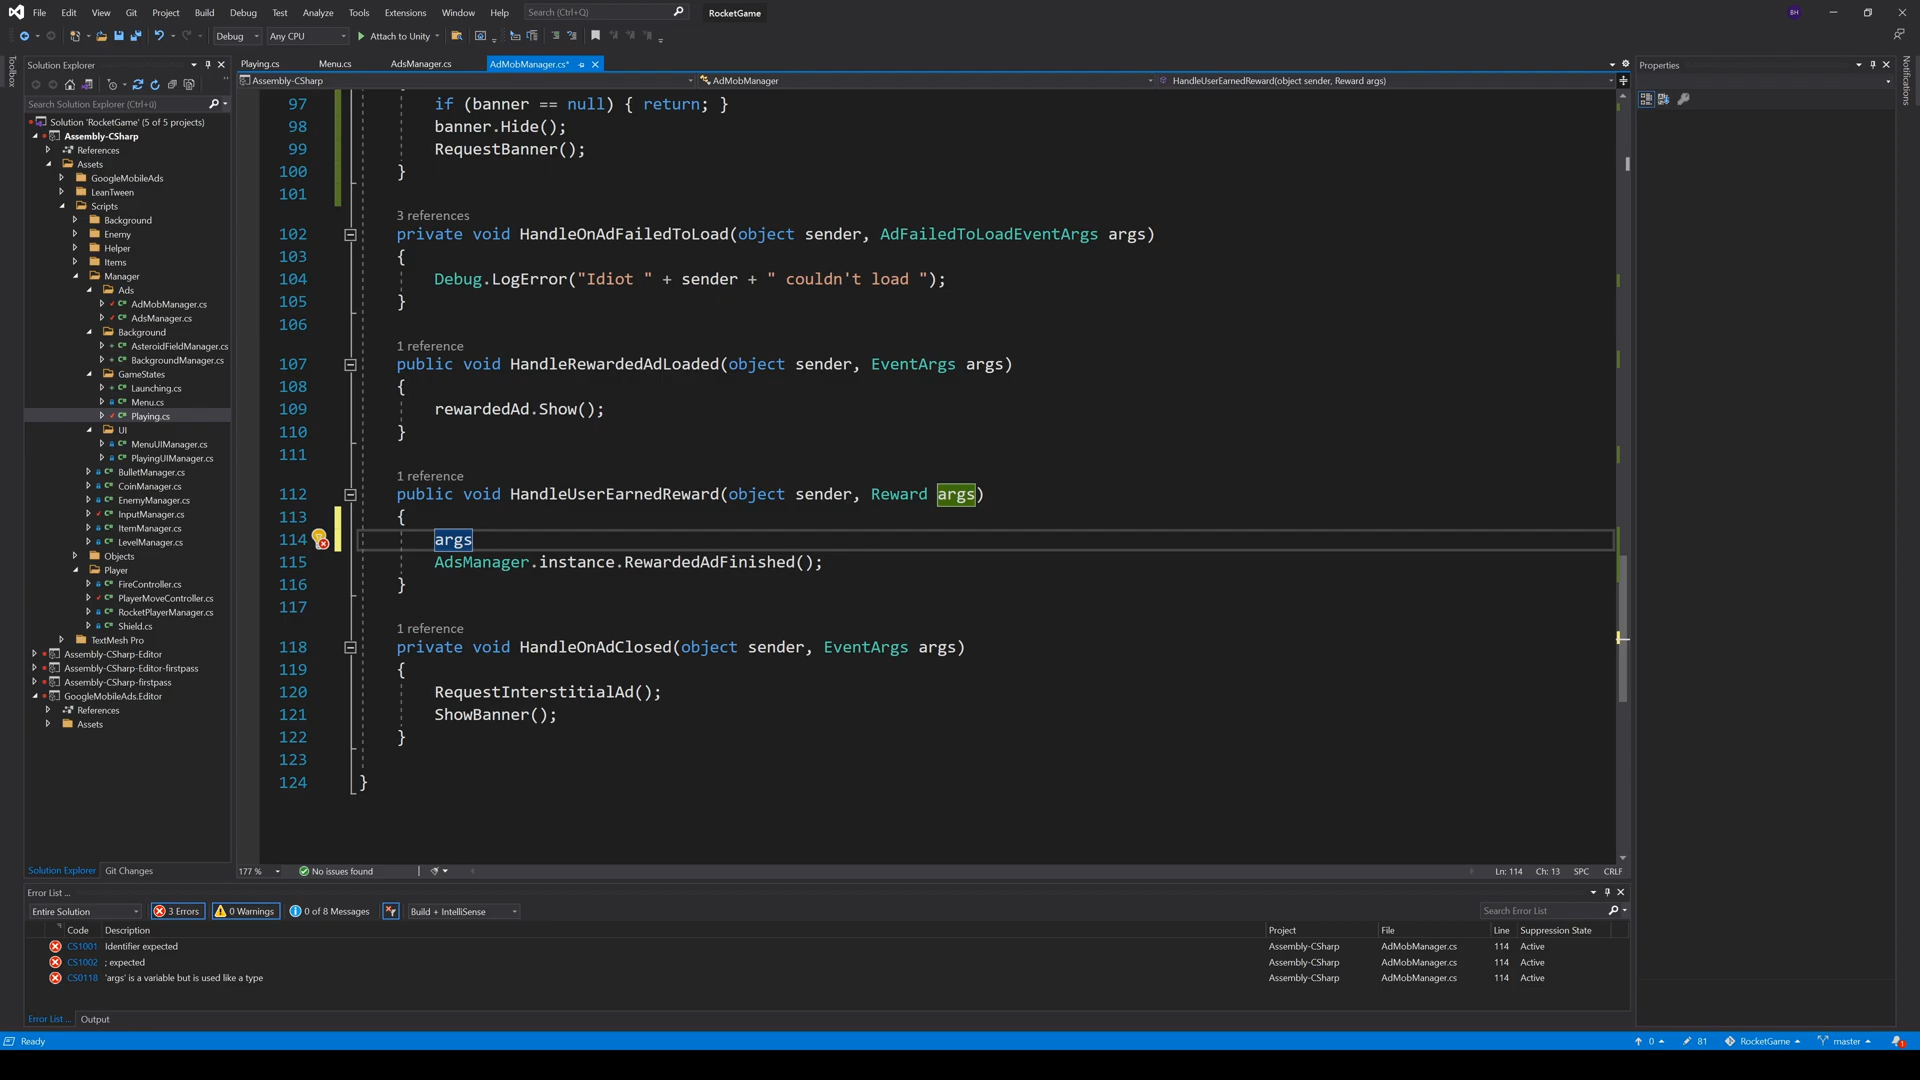 File Edit View Git Project Build Debug Test Analyze Tools Extensions Window Help Search (Ctrl+Q) RocketGame BH
Debug Any CPU Attach to Unity
Toolbox
Solution Explorer
Search Solution Explorer (Ctrl+ü)
Solution 'RocketGame' (5 of 5 projects)
Assembly-CSharp
References
Assets
GoogleMobileAds
LeanTween
Scripts
Background
Enemy
Helper
Items
Manager
Ads
AdMobManager.cs
AdsManager.cs
Background
AsteroidFieldManager.cs
BackgroundManager.cs
GameStates
Launching.cs
Menu.cs
Playing.cs
UI
MenuUIManager.cs
PlayingUIManager.cs
BulletManager.cs
CoinManager.cs
EnemyManager.cs
InputManager.cs
ItemManager.cs
LevelManager.cs
Objects
Player
FireController.cs
PlayerMoveController.cs
RocketPlayerManager.cs
Shield.cs
TextMesh Pro
Assembly-CSharp-Editor
Assembly-CSharp-Editor-firstpass
Assembly-CSharp-firstpass
GoogleMobileAds.Editor
References
Assets
Solution Explorer Git Changes
Playing.cs Menu.cs AdsManager.cs AdMobManager.cs*
Assembly-CSharp AdMobManager HandleUserEarnedReward(object sender, Reward args)
97 if (banner == null) { return; }
98 banner.Hide();
99 RequestBanner();
100 }
101
3 references
102 private void HandleOnAdFailedToLoad(object sender, AdFailedToLoadEventArgs args)
103 {
104 Debug.LogError("Idiot " + sender + " couldn't load ");
105 }
106
1 reference
107 public void HandleRewardedAdLoaded(object sender, EventArgs args)
108 {
109 rewardedAd.Show();
110 }
111
1 reference
112 public void HandleUserEarnedReward(object sender, Reward args)
113 {
114 args
115 AdsManager.instance.RewardedAdFinished();
116 }
117
1 reference
118 private void HandleOnAdClosed(object sender, EventArgs args)
119 {
120 RequestInterstitialAd();
121 ShowBanner();
122 }
123
124 }
177 % No issues found Ln: 114 Ch: 13 SPC CRLF
Properties
Notifications
Error List ...
Entire Solution 3 Errors 0 Warnings 0 of 8 Messages Build + IntelliSense Search Error List
Code Description Project File Line Suppression State
CS1001 Identifier expected Assembly-CSharp AdMobManager.cs 114 Active
CS1002 ; expected Assembly-CSharp AdMobManager.cs 114 Active
CS0118 'args' is a variable but is used like a type Assembly-CSharp AdMobManager.cs 114 Active
Error List ... Output
Ready 0 81 RocketGame master 1